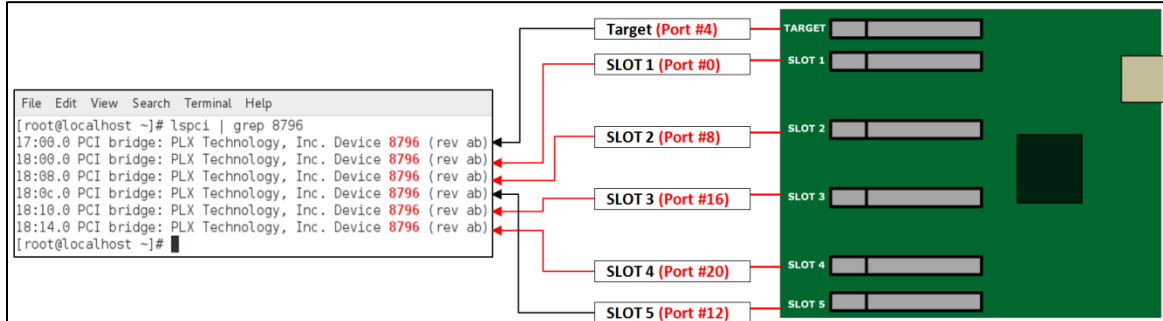 Target (Port #4)
SLOT 1 (Port #0)
SLOT 2 (Port #8)
SLOT 3 (Port #16)
SLOT 4 (Port #20)
SLOT 5 (Port #12)
File Edit View Search Terminal Help
[root@localhost ~]# lspci | grep 8796
17:00.0 PCI bridge: PLX Technology, Inc. Device 8796 (rev ab)
18:00.0 PCI bridge: PLX Technology, Inc. Device 8796 (rev ab)
18:08.0 PCI bridge: PLX Technology, Inc. Device 8796 (rev ab)
18:0c.0 PCI bridge: PLX Technology, Inc. Device 8796 (rev ab)
18:10.0 PCI bridge: PLX Technology, Inc. Device 8796 (rev ab)
18:14.0 PCI bridge: PLX Technology, Inc. Device 8796 (rev ab)
[root@localhost ~]#
TARGET
SLOT 1
SLOT 2
SLOT 3
SLOT 4
SLOT 5